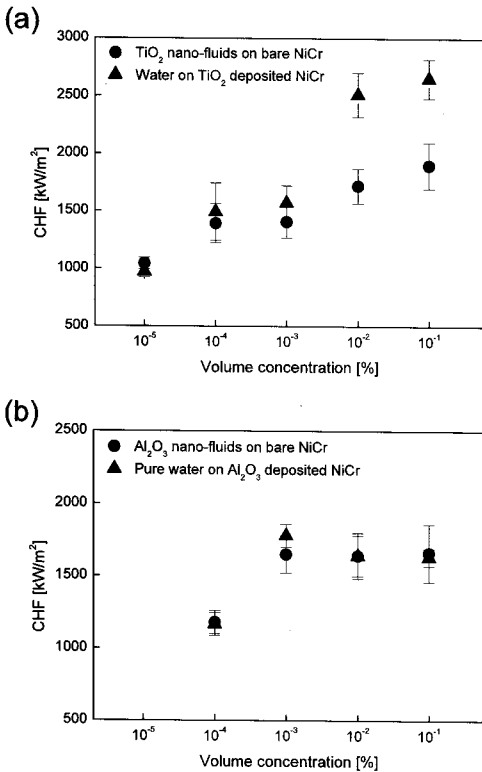 (a)
3000
TiO₂ nano-fluids on bare NiCr
Water on TiO₂ deposited NiCr
2500
2000
1500
1000
500
CHF [kW/m²]
10⁻⁵ 10⁻⁴ 10⁻³ 10⁻² 10⁻¹
Volume concentration [%]
(b)
2500
Al₂O₃ nano-fluids on bare NiCr
Pure water on Al₂O₃ deposited NiCr
2000
1500
1000
500
CHF [kW/m²]
10⁻⁵ 10⁻⁴ 10⁻³ 10⁻² 10⁻¹
Volume concentration [%]